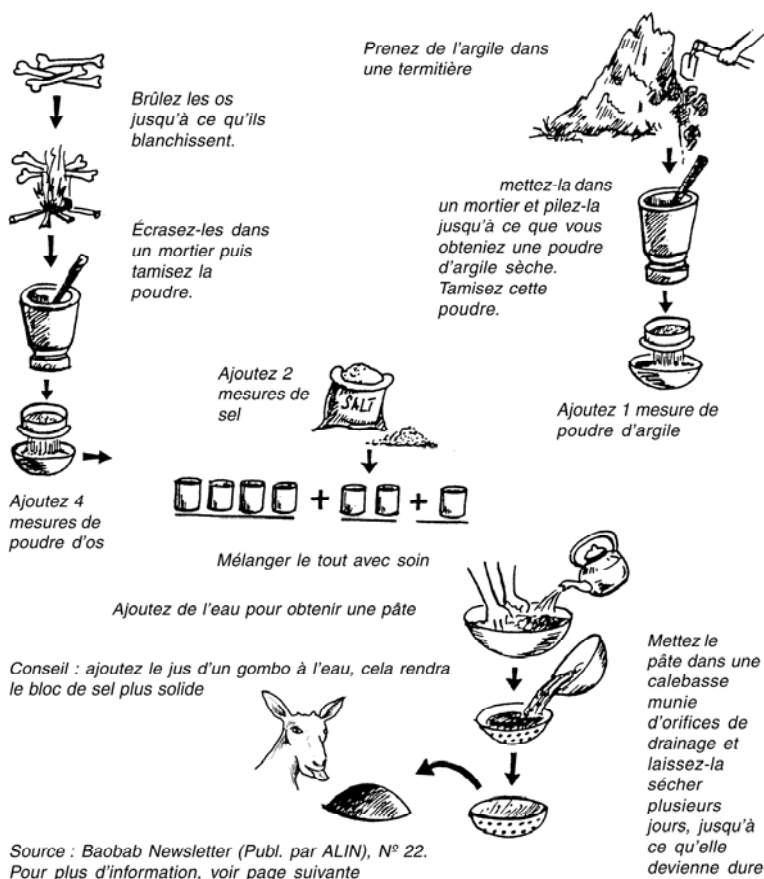 Prenez de l'argile dans
une termitière
Brûlez les os
jusqu'à ce qu'ils
blanchissent.
Écrasez-les dans
un mortier puis
tamisez la
poudre.
mettez-la dans
un mortier et pilez-la
jusqu'à ce que vous
obteniez une poudre
d'argile sèche.
Tamisez cette
poudre.
Ajoutez 2
mesures de
sel
SALT
Ajoutez 1 mesure de
poudre d'argile
Ajoutez 4
mesures de
poudre d'os
+ +
Mélanger le tout avec soin
Ajoutez de l'eau pour obtenir une pâte
Conseil : ajoutez le jus d'un gombo à l'eau, cela rendra
le bloc de sel plus solide
Mettez le
pâte dans une
calebasse
munie
d'orifices de
drainage et
laissez-la
sécher
plusieurs
jours, jusqu'à
ce qu'elle
devienne dure
Source : Baobab Newsletter (Publ. par ALIN), Nº 22.
Pour plus d'information, voir page suivante